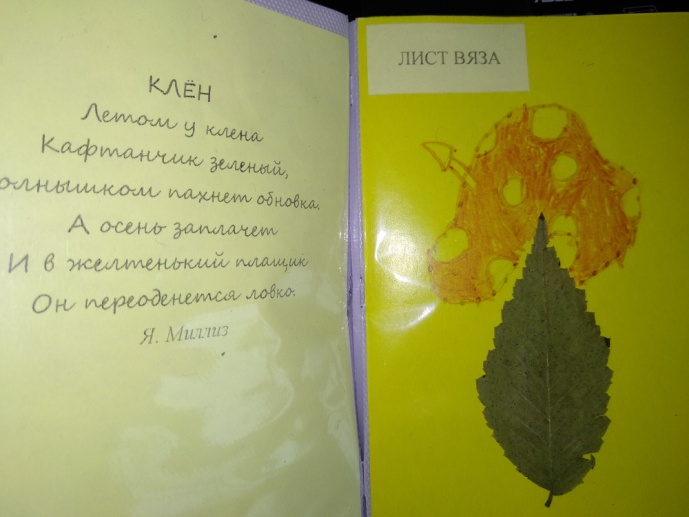 КЛЁН
Летом у клена
Кафтанчик зеленый,
олнышком пахнет обновка.
А осень заплачет
И в желтенький плащик
Он переоденется ловко.
Я. Миллиз
ЛИСТ ВЯЗА